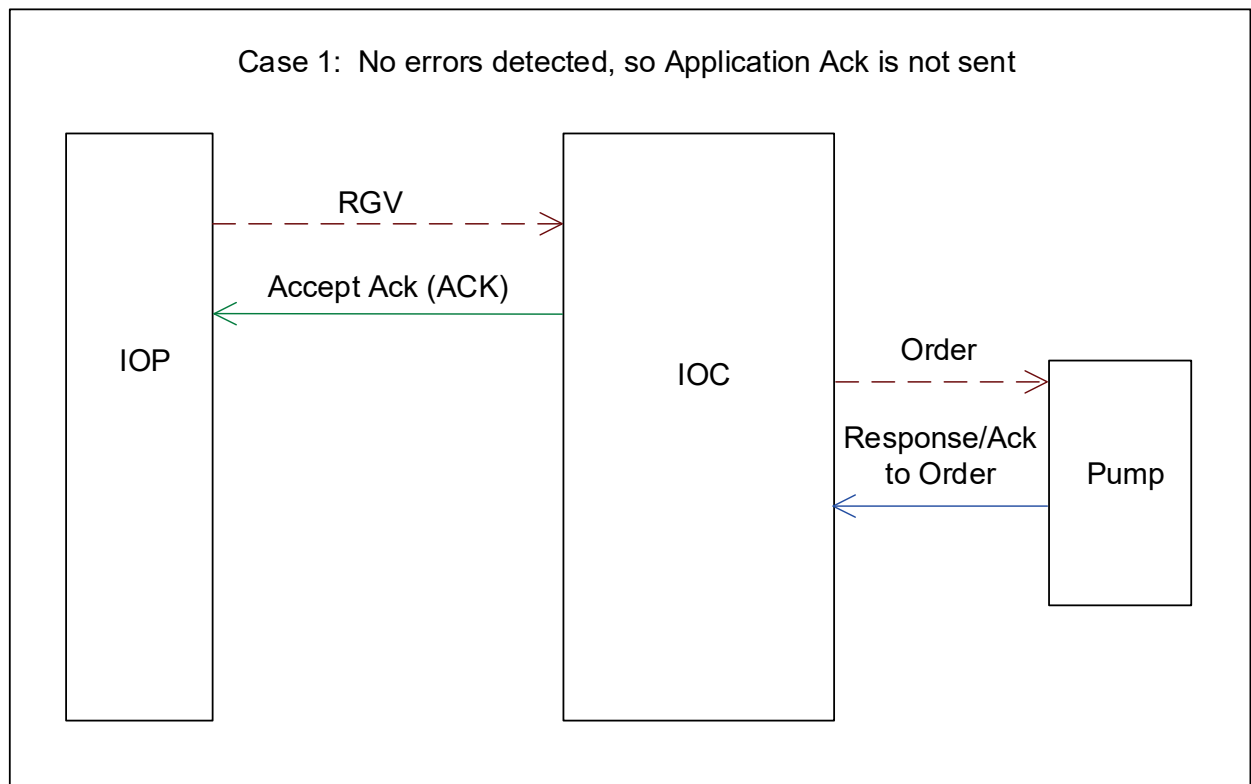 Case 1:  No errors detected, so Application Ack is not sent
RGV
Accept Ack (ACK)
IOP
IOC
Order
Response/Ack
to Order
Pump